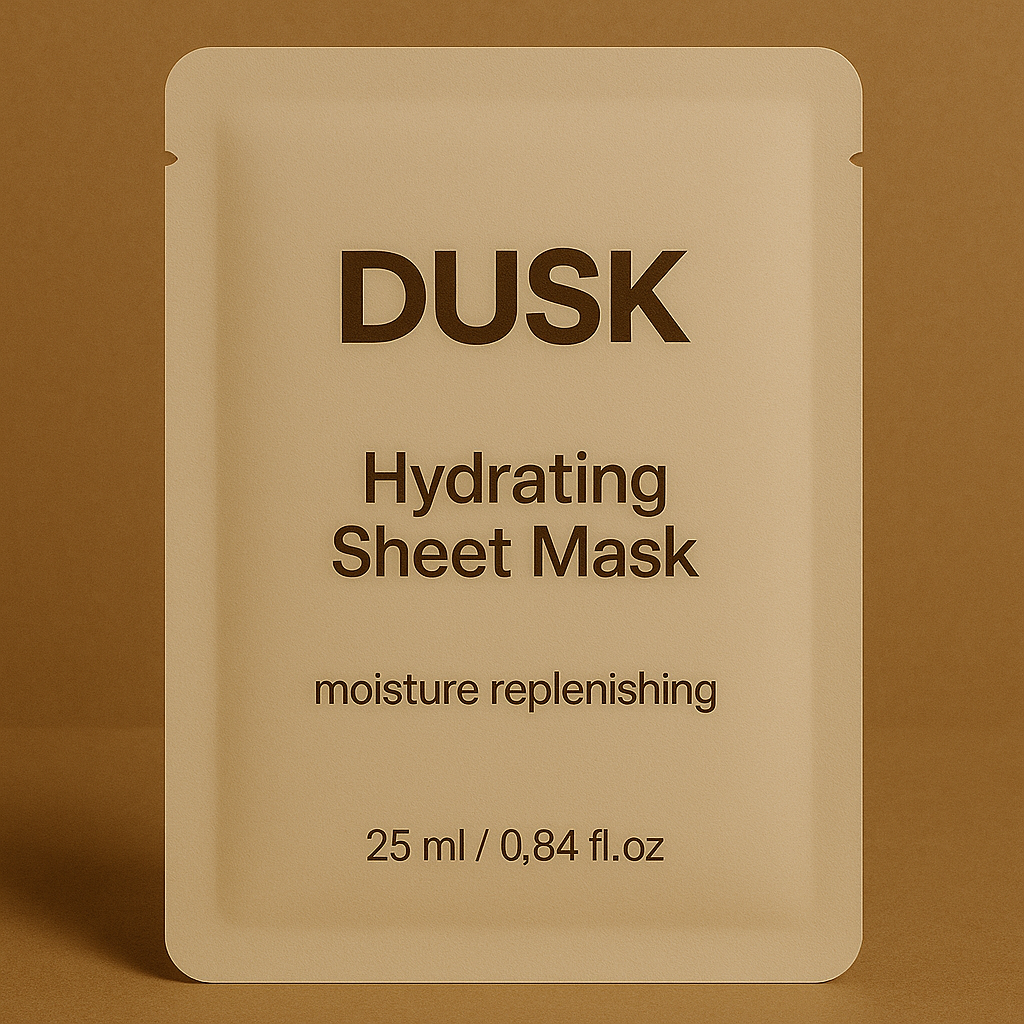 DUSK
Hydrating
Sheet Mask
moisture replenishing
25 ml / 0,84 fl.oz